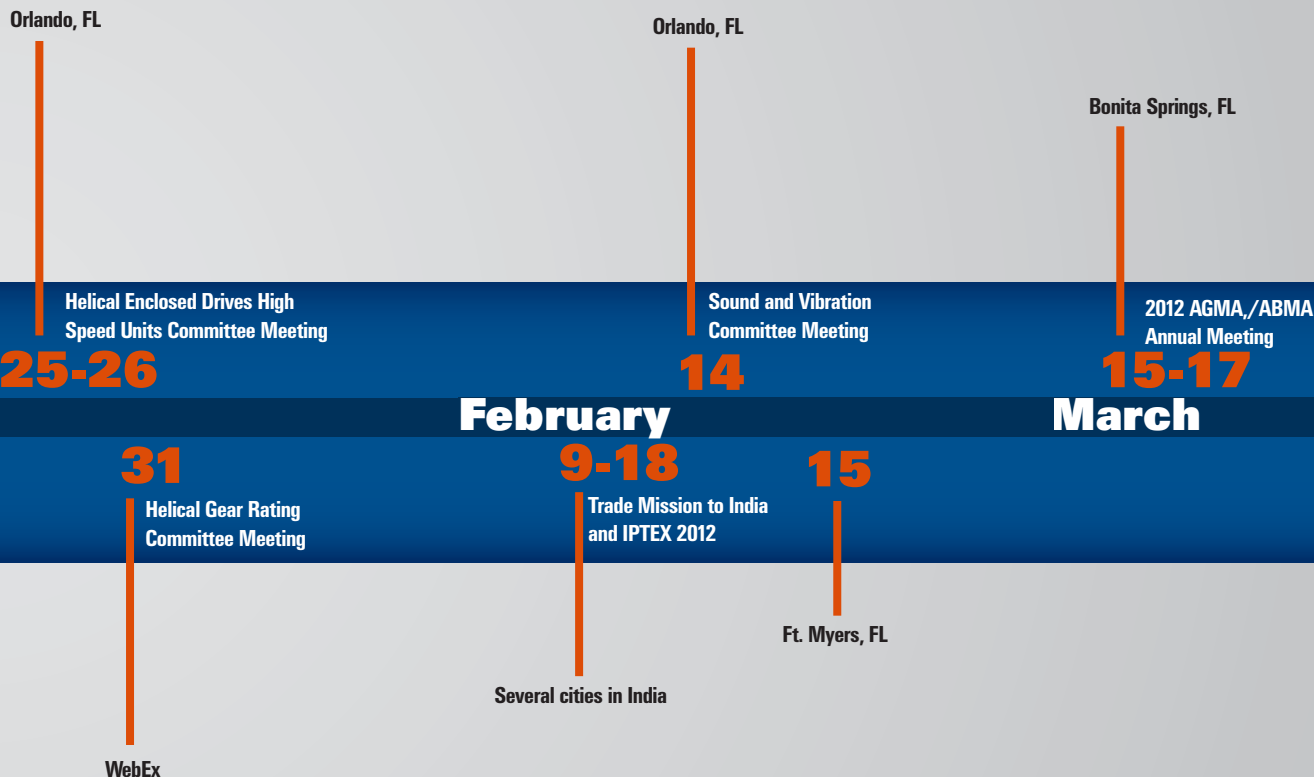 Orlando, FL
Helical Enclosed Drives High
Speed Units Committee Meeting
25-26
31
Helical Gear Rating
Committee Meeting
WebEx
February
9-18
Trade Mission to India
and IPTEX 2012
Several cities in India
Orlando, FL
Sound and Vibration
Committee Meeting
14
15
Ft. Myers, FL
March
Bonita Springs, FL
2012 AGMA,/ABMA
Annual Meeting
15-17